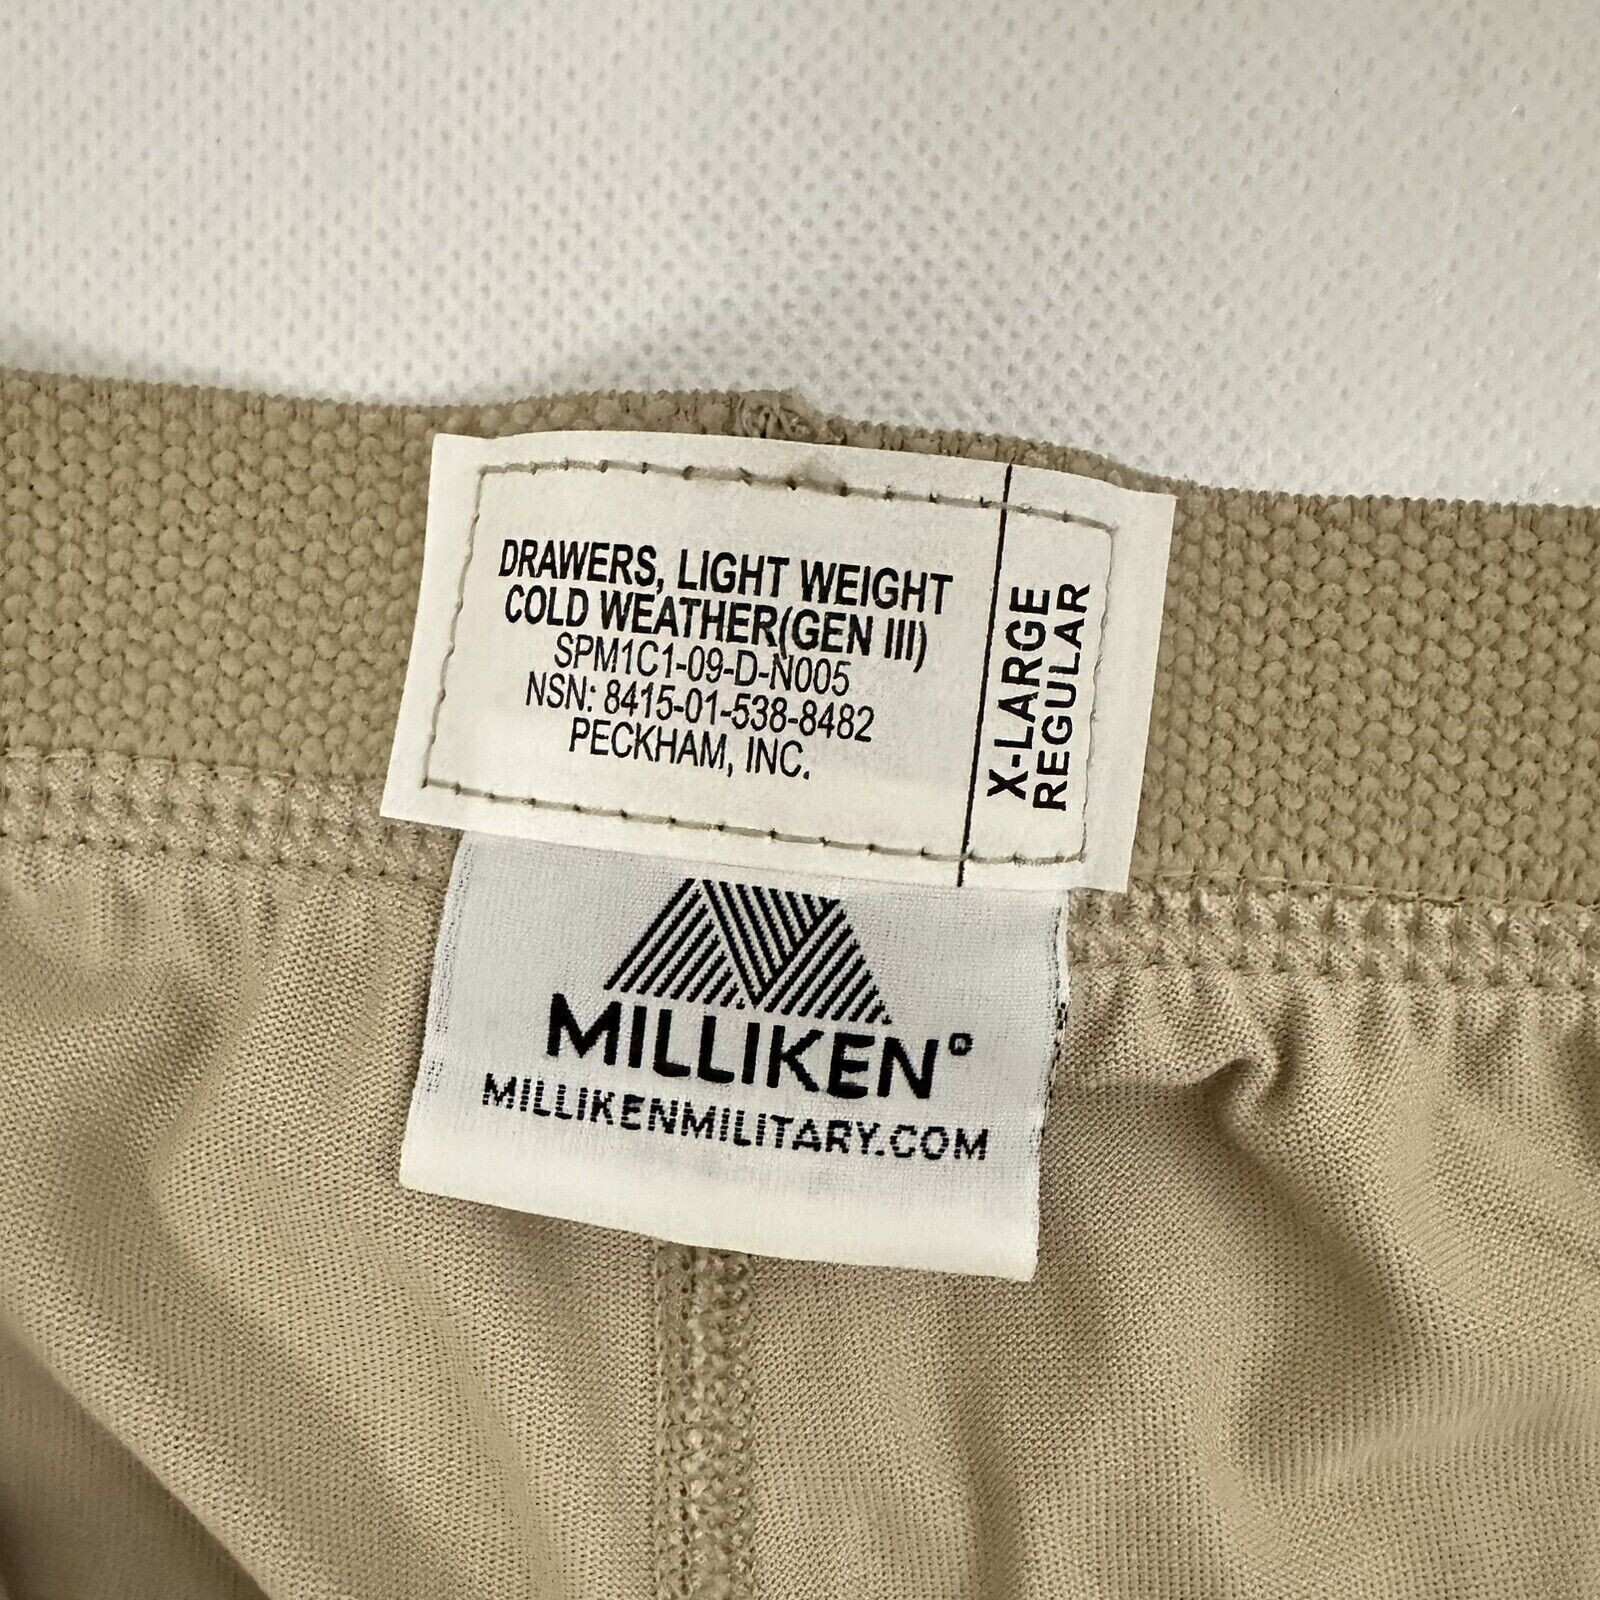 DRAWERS, LIGHT WEIGHT
COLD WEATHER(GEN III)
SPM1C1-09-D-N005
NSN: 8415-01-538-8482
PECKHAM, INC.
X-LARGE
REGULAR
MILLIKEN®
MILLIKENMILITARY.COM